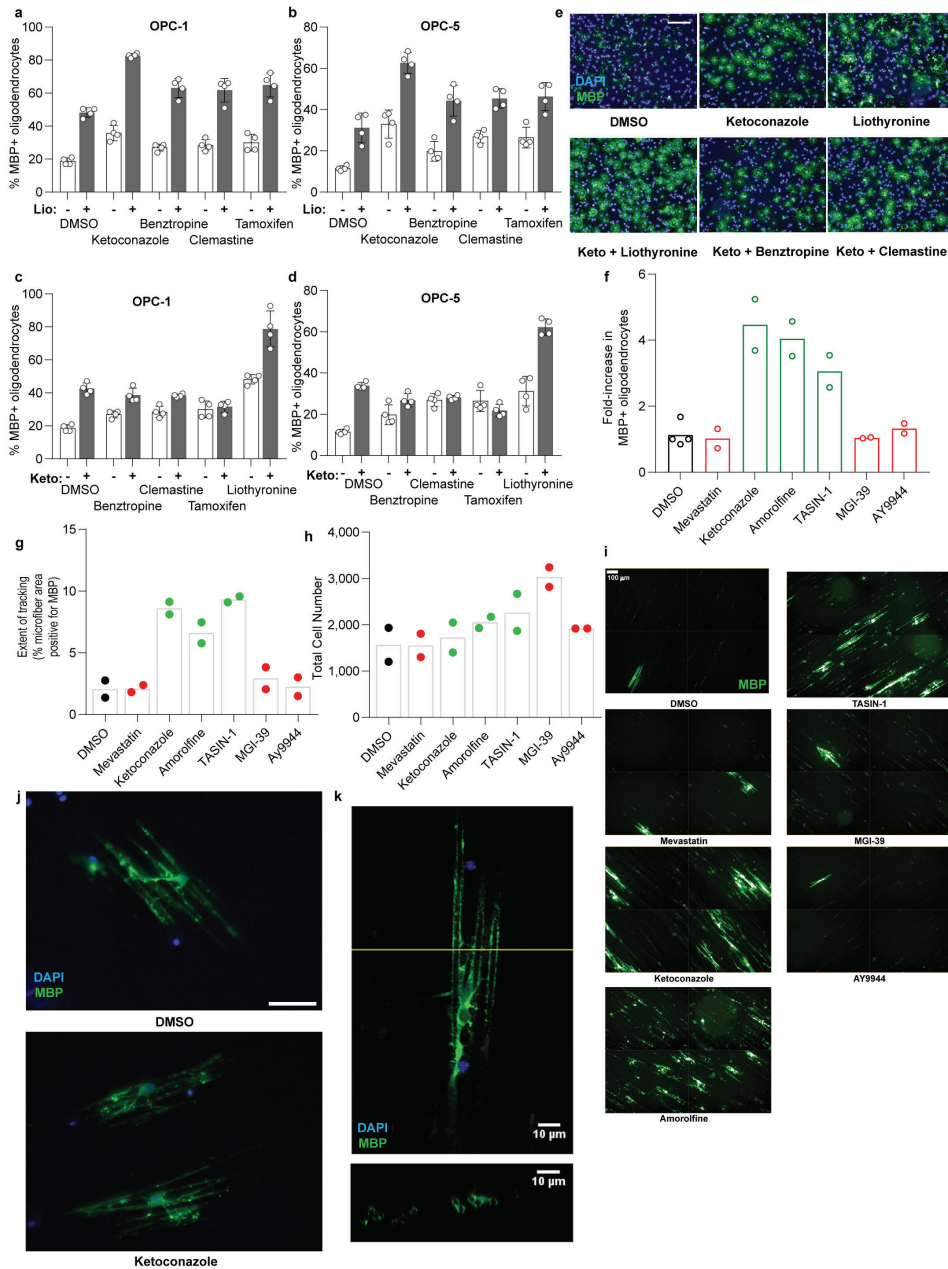 a
OPC-1
% MBP+ oligodendrocytes
100
80
60
40
20
0
Lio: - + - + - + - + - +
DMSO Benztropine Tamoxifen
Ketoconazole Clemastine
b
OPC-5
% MBP+ oligodendrocytes
80
60
40
20
0
- + - + - + - + - +
DMSO Benztropine Tamoxifen
Ketoconazole Clemastine
e
DAPI
MBP
DMSO Ketoconazole Liothyronine
Keto + Liothyronine Keto + Benztropine Keto + Clemastine
c
OPC-1
% MBP+ oligodendrocytes
100
80
60
40
20
0
Keto: - + - + - + - + - +
DMSO Clemastine Liothyronine
Benztropine Tamoxifen
d
OPC-5
% MBP+ oligodendrocytes
80
60
40
20
0
- + - + - + - + - +
DMSO Clemastine Liothyronine
Benztropine Tamoxifen
f
Fold-increase in
MBP+ oligodendrocytes
6
4
2
0
DMSO
Mevastatin
Ketoconazole
Amorolfine
TASIN-1
MGI-39
AY9944
g
Extent of tracking
(% microfiber area
positive for MBP)
15
10
5
0
DMSO
Mevastatin
Ketoconazole
Amorolfine
TASIN-1
MGI-39
Ay9944
h
Total Cell Number
4,000
3,000
2,000
1,000
0
DMSO
Mevastatin
Ketoconazole
Amorolfine
TASIN-1
MGI-39
Ay9944
i
100 µm
MBP
DMSO
TASIN-1
Mevastatin
MGI-39
Ketoconazole
AY9944
Amorolfine
j
DAPI
MBP
DMSO
Ketoconazole
k
DAPI
MBP
10 µm
10 µm